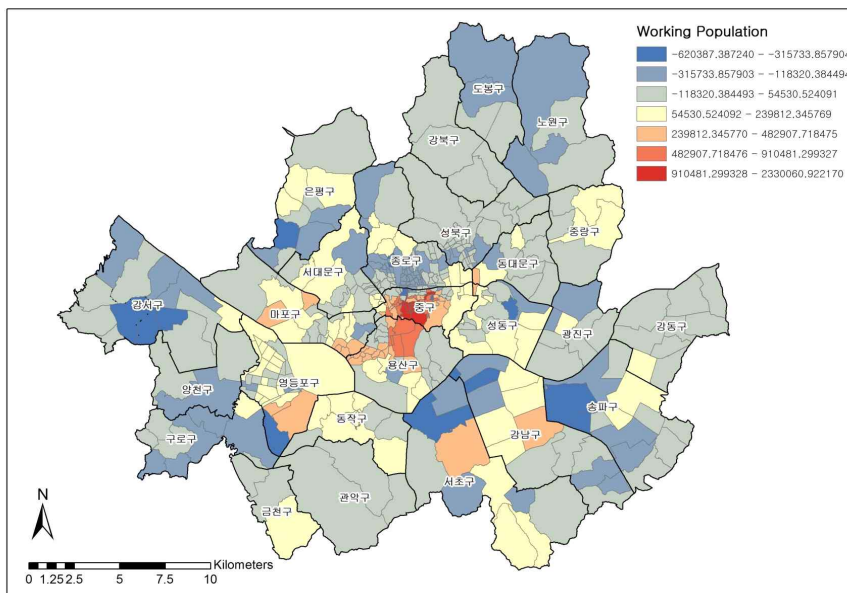 Working Population
-620387.387240 - -315733.857904
-315733.857903 - -118320.384494
-118320.384493 - 54530.524091
54530.524092 - 239812.345769
239812.345770 - 482907.718475
482907.718476 - 910481.299327
910481.299328 - 2330060.922170
도봉구
노원구
강북구
은평구
중랑구
성북구
종로구
동대문구
서대문구
강서구
마포구
중구
성동구
광진구
강동구
용산구
양천구
영등포구
송파구
동작구
강남구
구로구
서초구
관악구
금천구
N
Kilometers
0 1.25 2.5 5 7.5 10